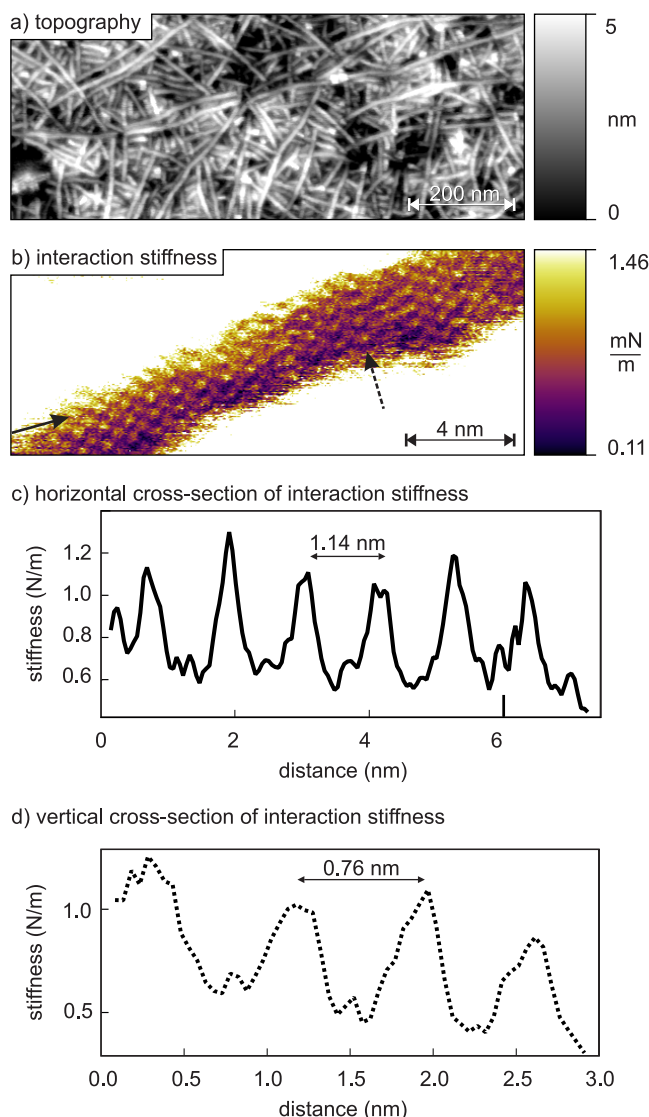 a) topography
5
nm
0
200 nm
b) interaction stiffness
1.46
mN
m
0.11
4 nm
c) horizontal cross-section of interaction stiffness
stiffness (N/m)
1.2
1.0
0.8
0.6
1.14 nm
0 2 4 6
distance (nm)
d) vertical cross-section of interaction stiffness
stiffness (N/m)
1.0
0.5
0.76 nm
0.0 0.5 1.0 1.5 2.0 2.5 3.0
distance (nm)